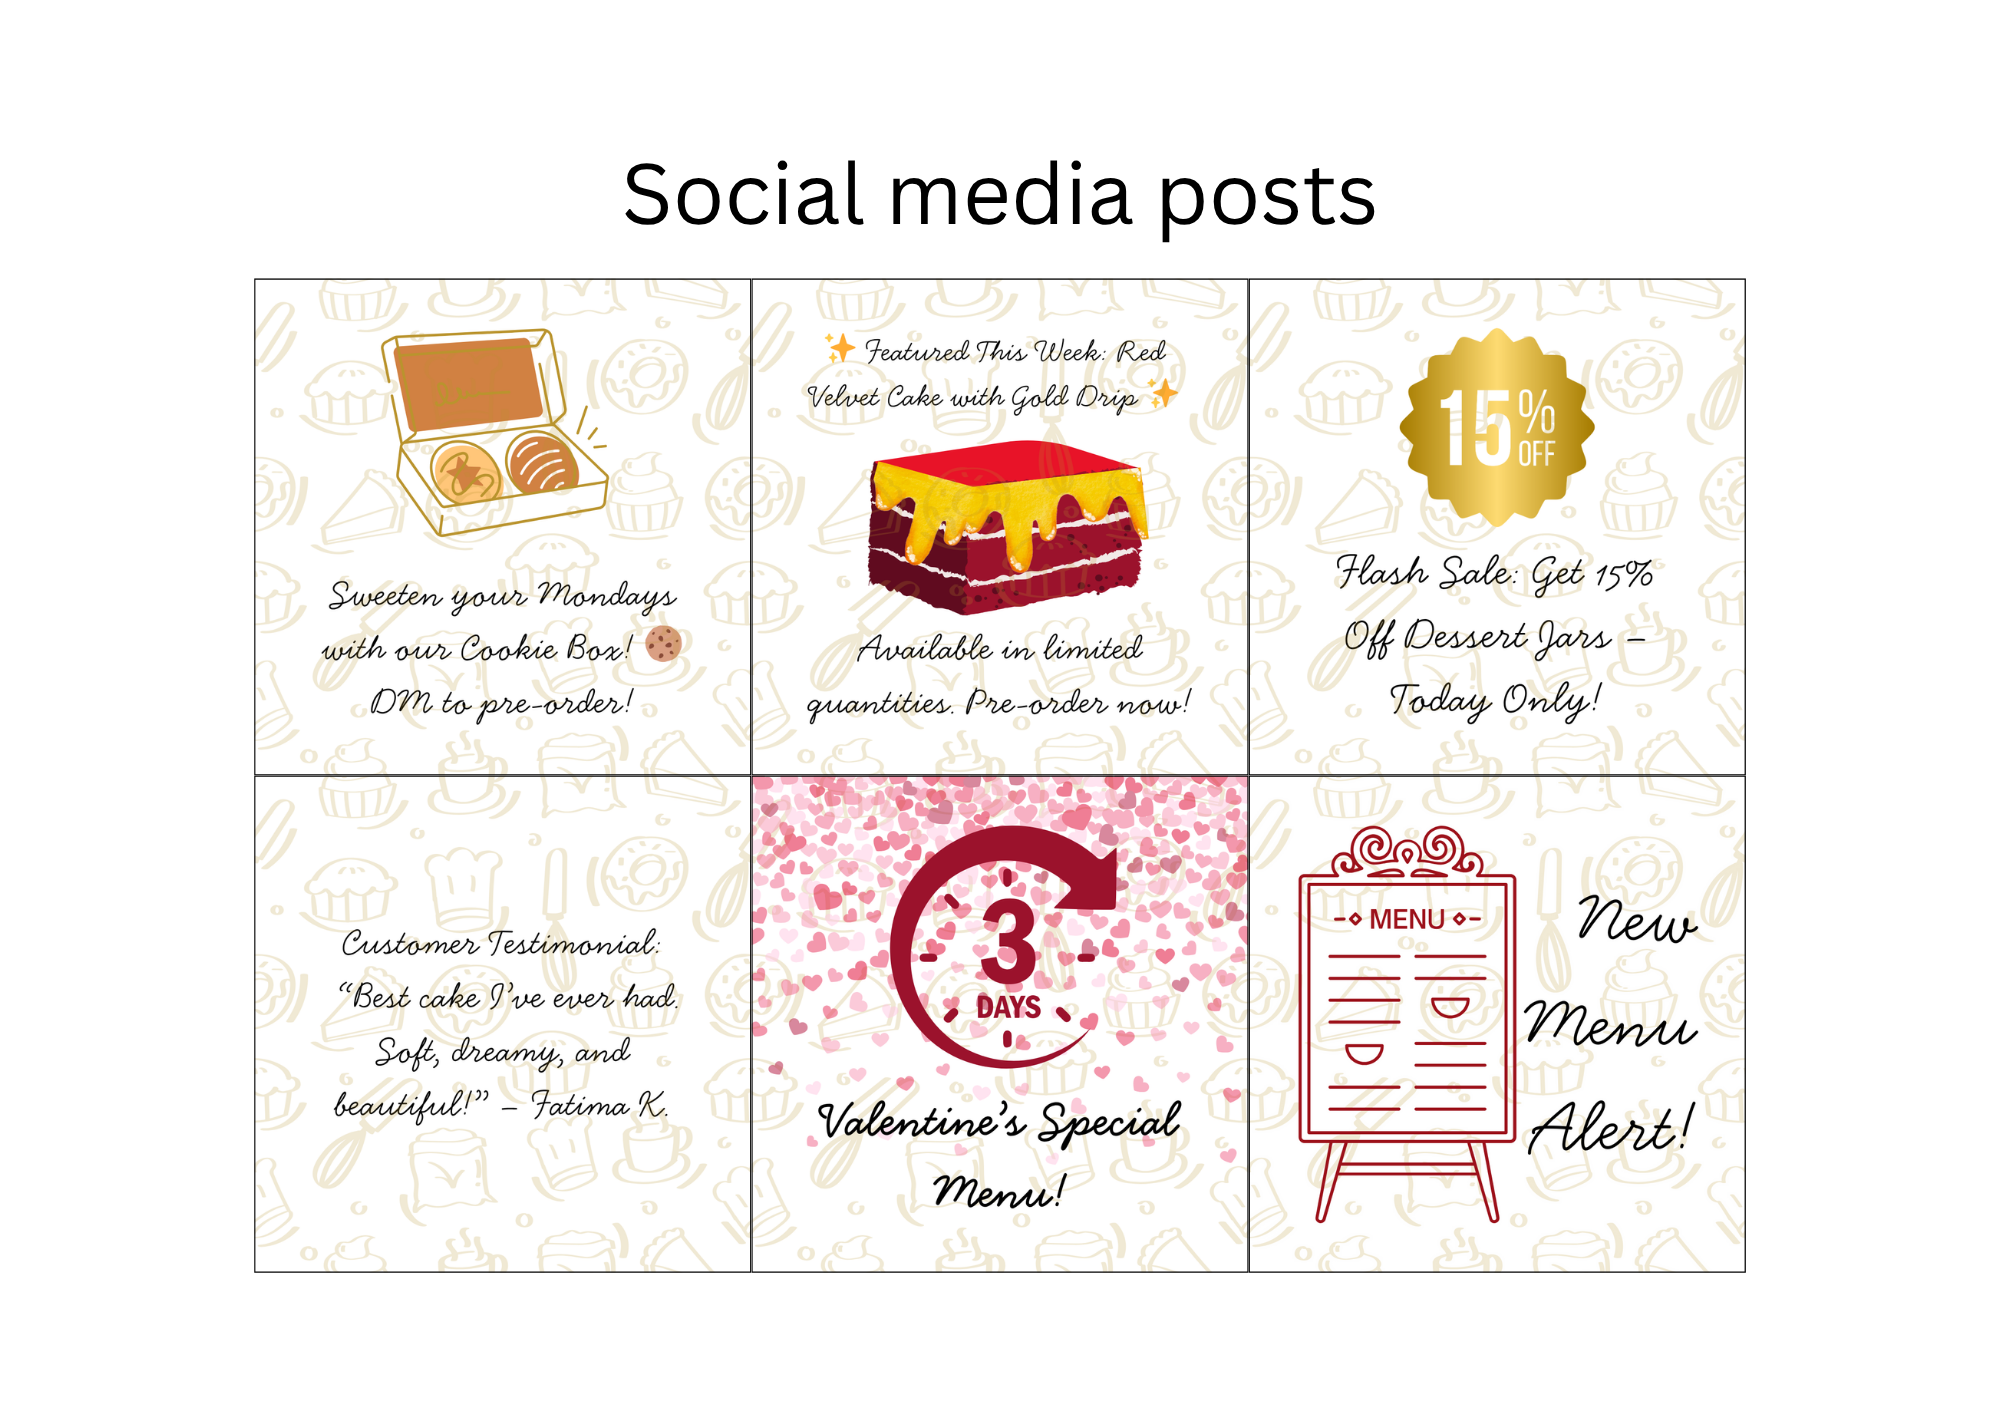 Social media posts
Sweeten your Mondays
with our Cookie Box! 🍪
DM to pre-order!
✨ Featured This Week: Red
Velvet Cake with Gold Drip ✨
Available in limited
quantities. Pre-order now!
15% OFF
Flash Sale: Get 15%
Off Dessert Jars –
Today Only!
Customer Testimonial:
“Best cake I’ve ever had.
Soft, dreamy, and
beautiful!” – Fatima K.
3
DAYS
Valentine’s Special
Menu!
MENU
New
Menu
Alert!